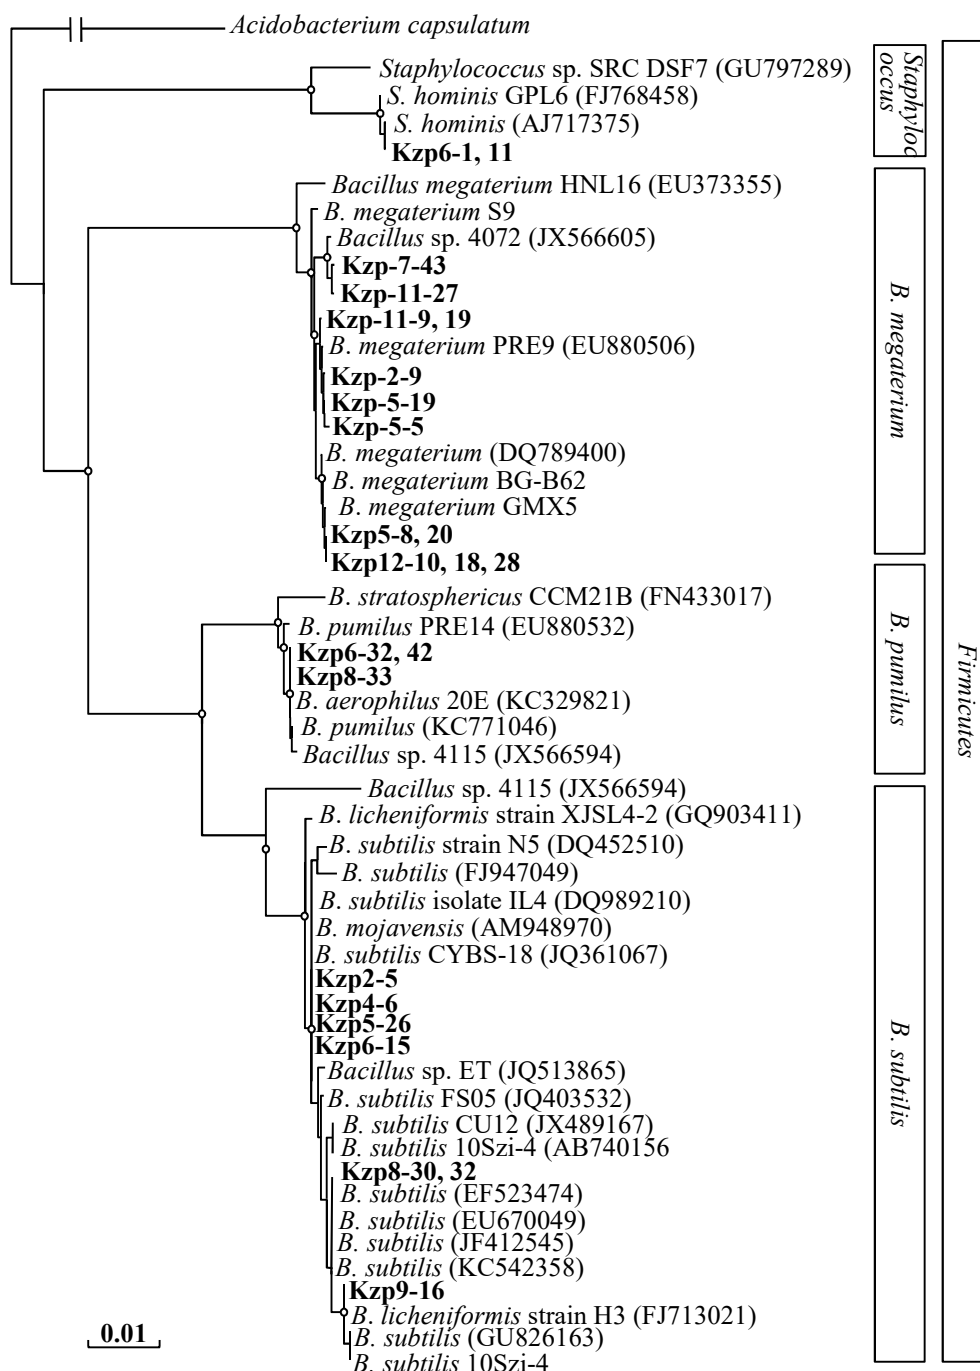 Acidobacterium capsulatum
Staphylococcus sp. SRC DSF7 (GU797289)
S. hominis GPL6 (FJ768458)
S. hominis (AJ717375)
Kzp6-1, 11
Bacillus megaterium HNL16 (EU373355)
B. megaterium S9
Bacillus sp. 4072 (JX566605)
Kzp-7-43
Kzp-11-27
Kzp-11-9, 19
B. megaterium PRE9 (EU880506)
Kzp-2-9
Kzp-5-19
Kzp-5-5
B. megaterium (DQ789400)
B. megaterium BG-B62
B. megaterium GMX5
Kzp5-8, 20
Kzp12-10, 18, 28
B. stratosphericus CCM21B (FN433017)
B. pumilus PRE14 (EU880532)
Kzp6-32, 42
Kzp8-33
B. aerophilus 20E (KC329821)
B. pumilus (KC771046)
Bacillus sp. 4115 (JX566594)
Bacillus sp. 4115 (JX566594)
B. licheniformis strain XJSL4-2 (GQ903411)
B. subtilis strain N5 (DQ452510)
B. subtilis (FJ947049)
B. subtilis isolate IL4 (DQ989210)
B. mojavensis (AM948970)
B. subtilis CYBS-18 (JQ361067)
Kzp2-5
Kzp4-6
Kzp5-26
Kzp6-15
Bacillus sp. ET (JQ513865)
B. subtilis FS05 (JQ403532)
B. subtilis CU12 (JX489167)
B. subtilis 10Szi-4 (AB740156
Kzp8-30, 32
B. subtilis (EF523474)
B. subtilis (EU670049)
B. subtilis (JF412545)
B. subtilis (KC542358)
Kzp9-16
B. licheniformis strain H3 (FJ713021)
B. subtilis (GU826163)
B. subtilis 10Szi-4
0.01
Staphyloc
occus
B. megaterium
B. pumilus
B. subtilis
Firmicutes